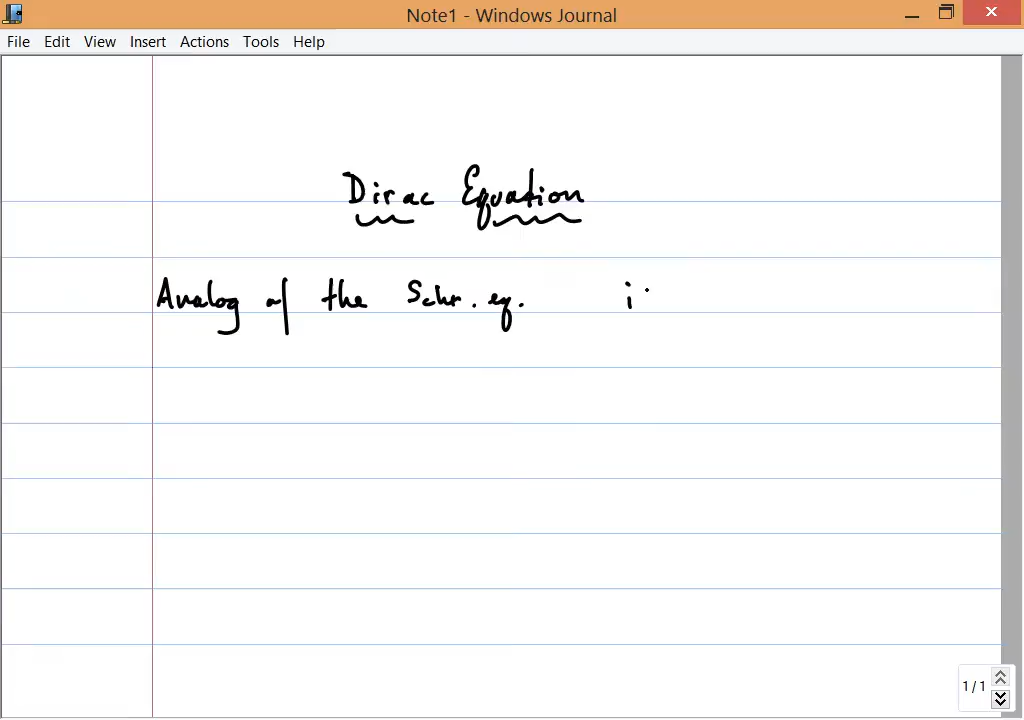 Note1 - Windows Journal
File Edit View Insert Actions Tools Help
Dirac Equation
Analog of the Schr. eq. i
1 / 1